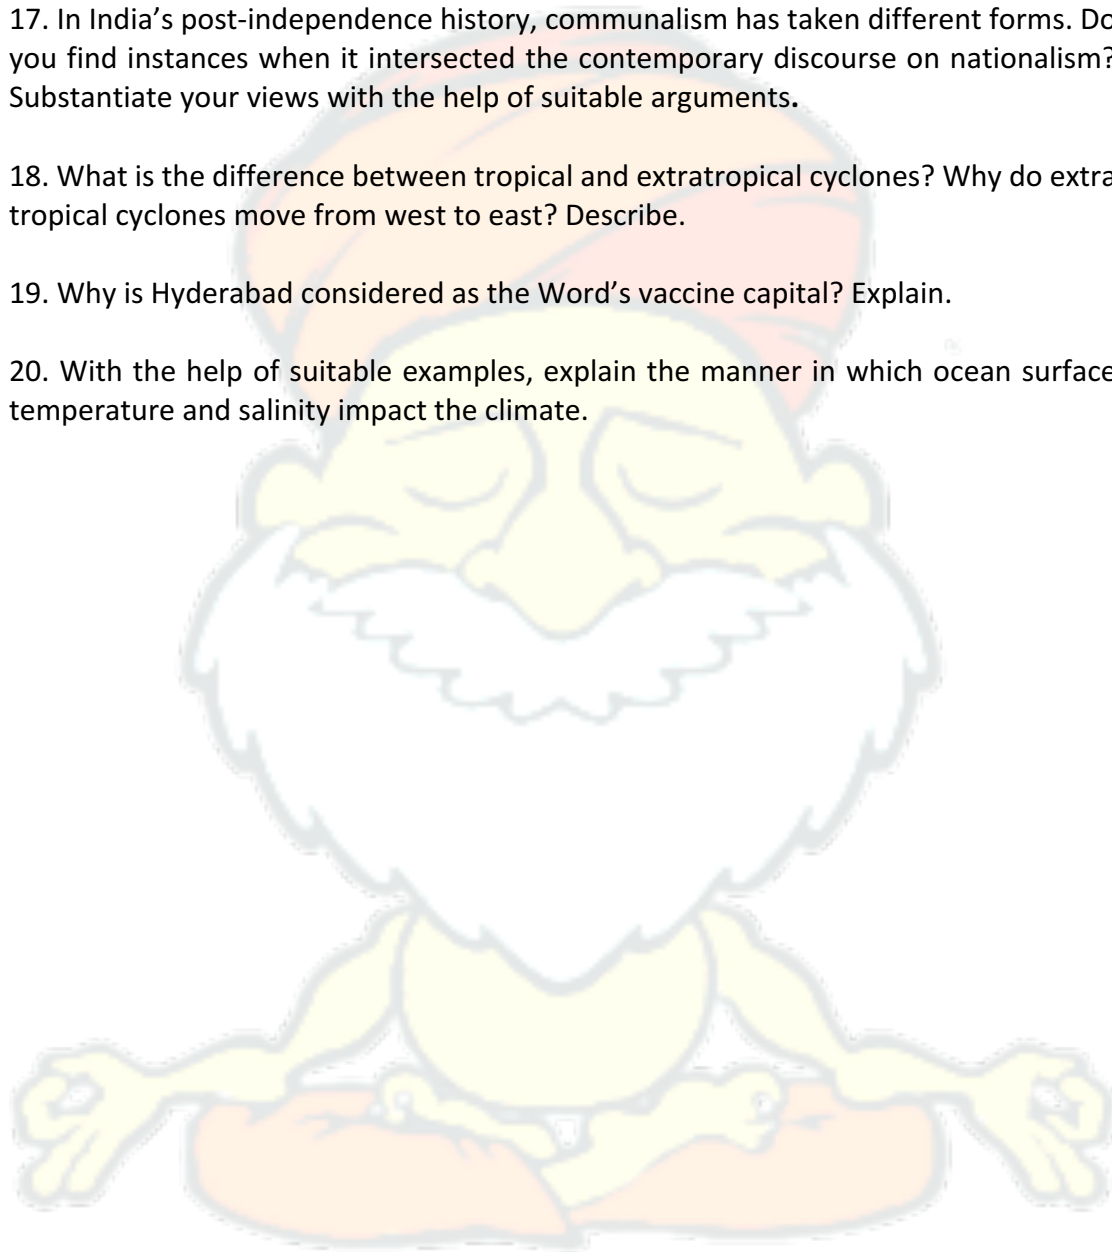 17. In India’s post-independence history, communalism has taken different forms. Do
you find instances when it intersected the contemporary discourse on nationalism?
Substantiate your views with the help of suitable arguments.
18. What is the difference between tropical and extratropical cyclones? Why do extra
tropical cyclones move from west to east? Describe.
19. Why is Hyderabad considered as the Word’s vaccine capital? Explain.
20. With the help of suitable examples, explain the manner in which ocean surface
temperature and salinity impact the climate.